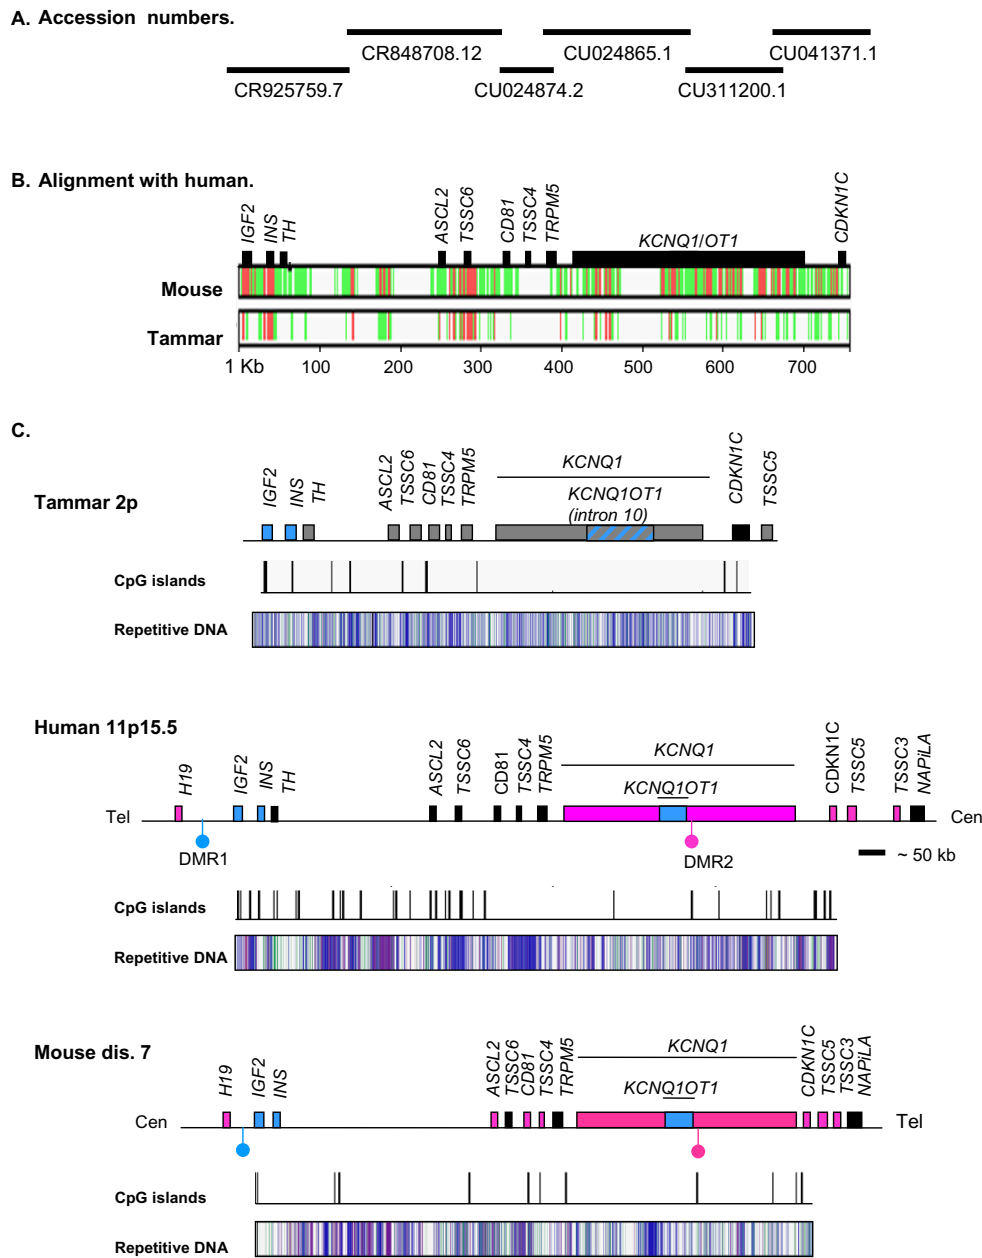 A. Accession numbers.
CR848708.12 CU024865.1 CU041371.1
CR925759.7 CU024874.2 CU311200.1
B. Alignment with human.
IGF2 INS TH ASCL2 TSSC6 CD81 TSSC4 TRPM5 KCNQ1/OT1 CDKN1C
Mouse
Tammar
1 Kb 100 200 300 400 500 600 700
C.
Tammar 2p
IGF2 INS TH ASCL2 TSSC6 CD81 TSSC4 TRPM5 KCNQ1 CDKN1C TSSC5
KCNQ1OT1
(intron 10)
CpG islands
Repetitive DNA
Human 11p15.5
H19 IGF2 INS TH ASCL2 TSSC6 CD81 TSSC4 TRPM5 KCNQ1 CDKN1C TSSC5 TSSC3 NAPiLA
KCNQ1OT1
Tel Cen
DMR1 DMR2 ~ 50 kb
CpG islands
Repetitive DNA
Mouse dis. 7
H19 IGF2 INS ASCL2 TSSC6 CD81 TSSC4 TRPM5 KCNQ1 CDKN1C TSSC5 TSSC3 NAPiLA
KCNQ1OT1
Cen Tel
CpG islands
Repetitive DNA